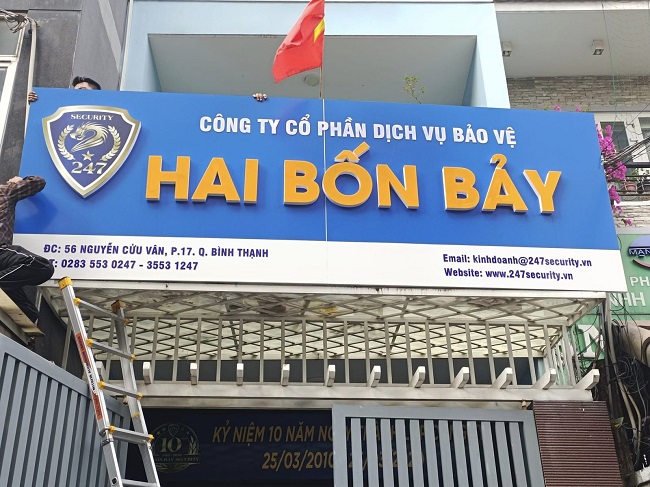 SECURITY
247
CÔNG TY CỔ PHẦN DỊCH VỤ BẢO VỆ
HAI BỐN BẢY
ĐC: 56 NGUYỄN CỬU VÂN, P.17. Q. BÌNH THẠNH
T: 0283 553 0247 - 3553 1247
Email: kinhdoanh@247security.vn
Website: www.247security.vn
KỶ NIỆM 10 NĂM
25/03/2010
10